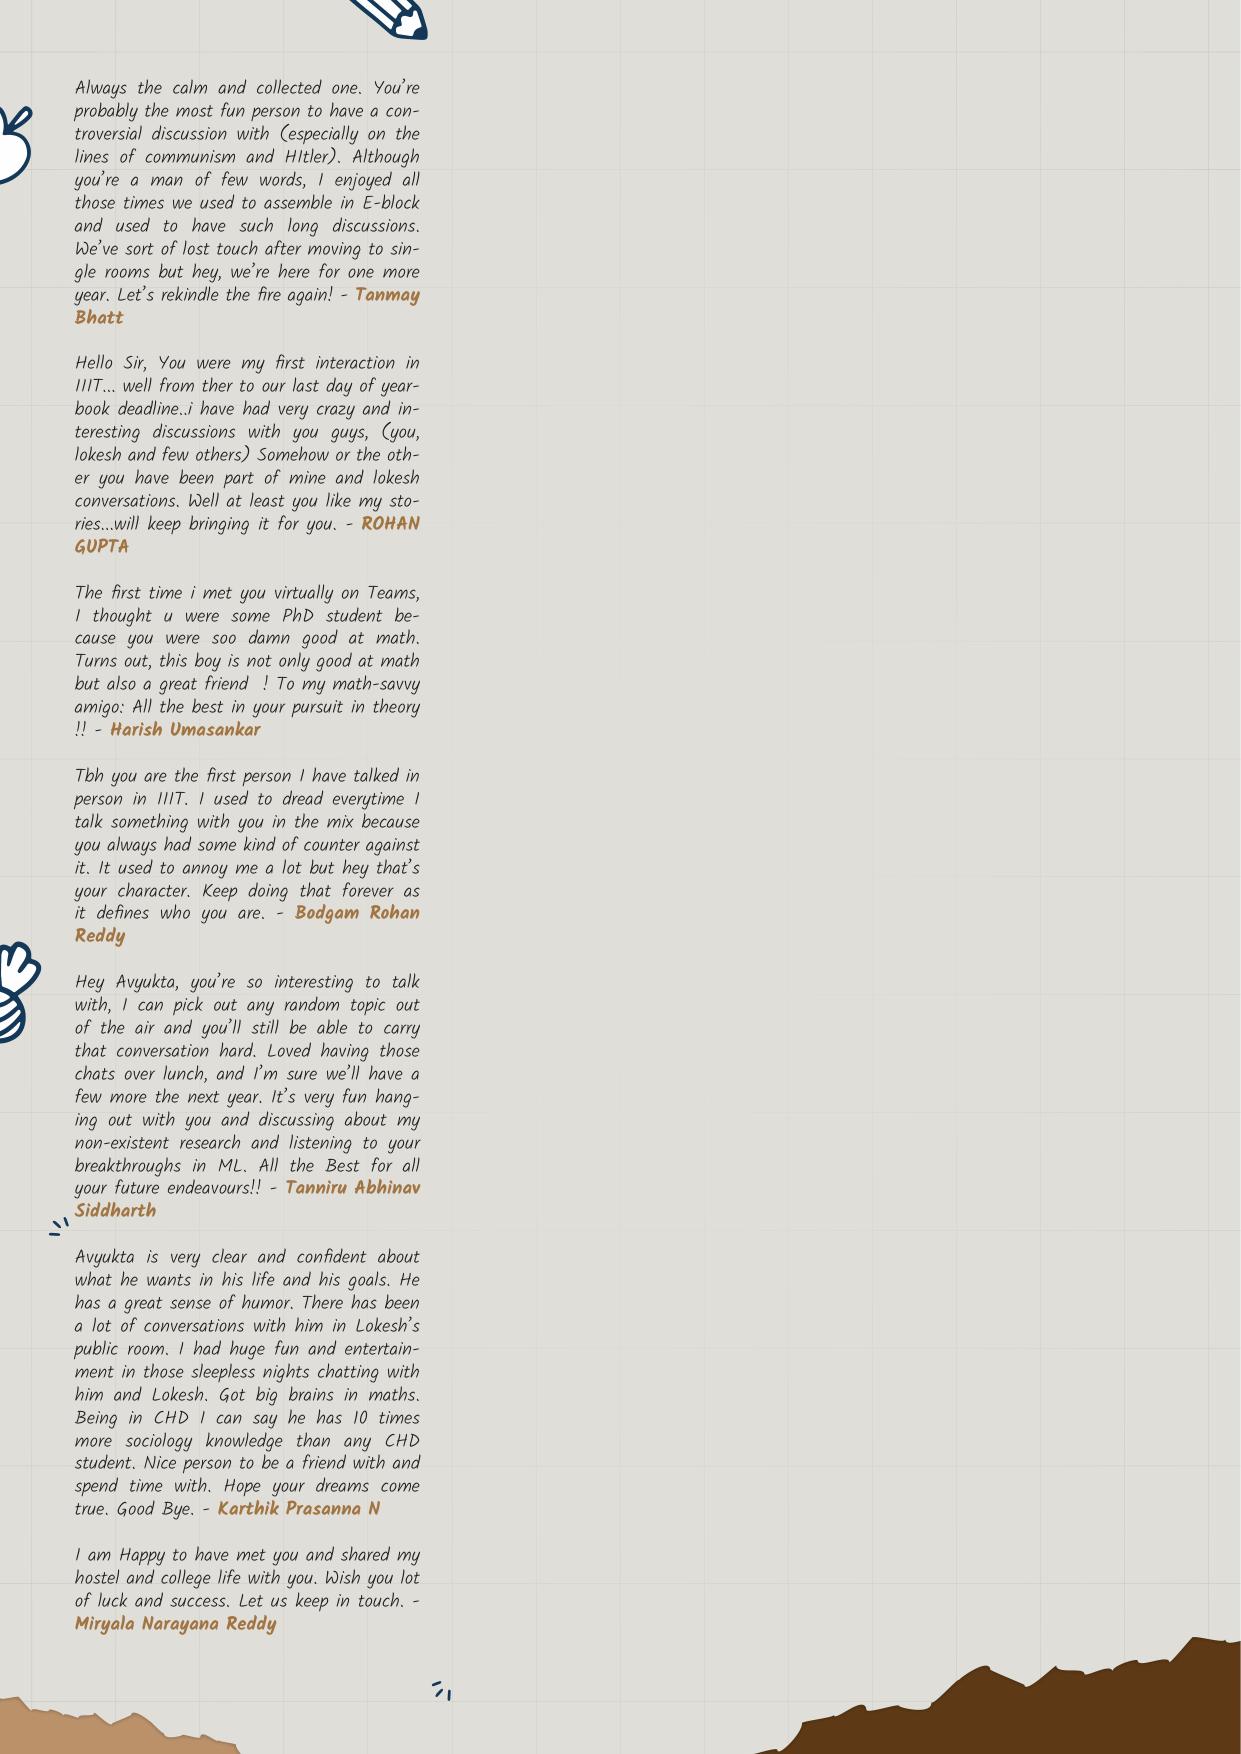 Always the calm and collected one. You're
probably the most fun person to have a con-
troversial discussion with (especially on the
lines of communism and HItler). Although
you're a man of few words, I enjoyed all
those times we used to assemble in E-block
and used to have such long discussions.
We've sort of lost touch after moving to sin-
gle rooms but hey, we're here for one more
year. Let's rekindle the fire again! - Tanmay
Bhatt
Hello Sir, You were my first interaction in
IIIT... well from ther to our last day of year-
book deadline..i have had very crazy and in-
teresting discussions with you guys, (you,
lokesh and few others) Somehow or the oth-
er you have been part of mine and lokesh
conversations. Well at least you like my sto-
ries...will keep bringing it for you. - ROHAN
GUPTA
The first time i met you virtually on Teams,
I thought u were some PhD student be-
cause you were soo damn good at math.
Turns out, this boy is not only good at math
but also a great friend  ! To my math-savvy
amigo: All the best in your pursuit in theory
!! - Harish Umasankar
Tbh you are the first person I have talked in
person in IIIT. I used to dread everytime I
talk something with you in the mix because
you always had some kind of counter against
it. It used to annoy me a lot but hey that's
your character. Keep doing that forever as
it defines who you are. - Bodgam Rohan
Reddy
Hey Avyukta, you're so interesting to talk
with, I can pick out any random topic out
of the air and you'll still be able to carry
that conversation hard. Loved having those
chats over lunch, and I'm sure we'll have a
few more the next year. It's very fun hang-
ing out with you and discussing about my
non-existent research and listening to your
breakthroughs in ML. All the Best for all
your future endeavours!! - Tanniru Abhinav
Siddharth
Avyukta is very clear and confident about
what he wants in his life and his goals. He
has a great sense of humor. There has been
a lot of conversations with him in Lokesh's
public room. I had huge fun and entertain-
ment in those sleepless nights chatting with
him and Lokesh. Got big brains in maths.
Being in CHD I can say he has 10 times
more sociology knowledge than any CHD
student. Nice person to be a friend with and
spend time with. Hope your dreams come
true. Good Bye. - Karthik Prasanna N
I am Happy to have met you and shared my
hostel and college life with you. Wish you lot
of luck and success. Let us keep in touch. -
Miryala Narayana Reddy